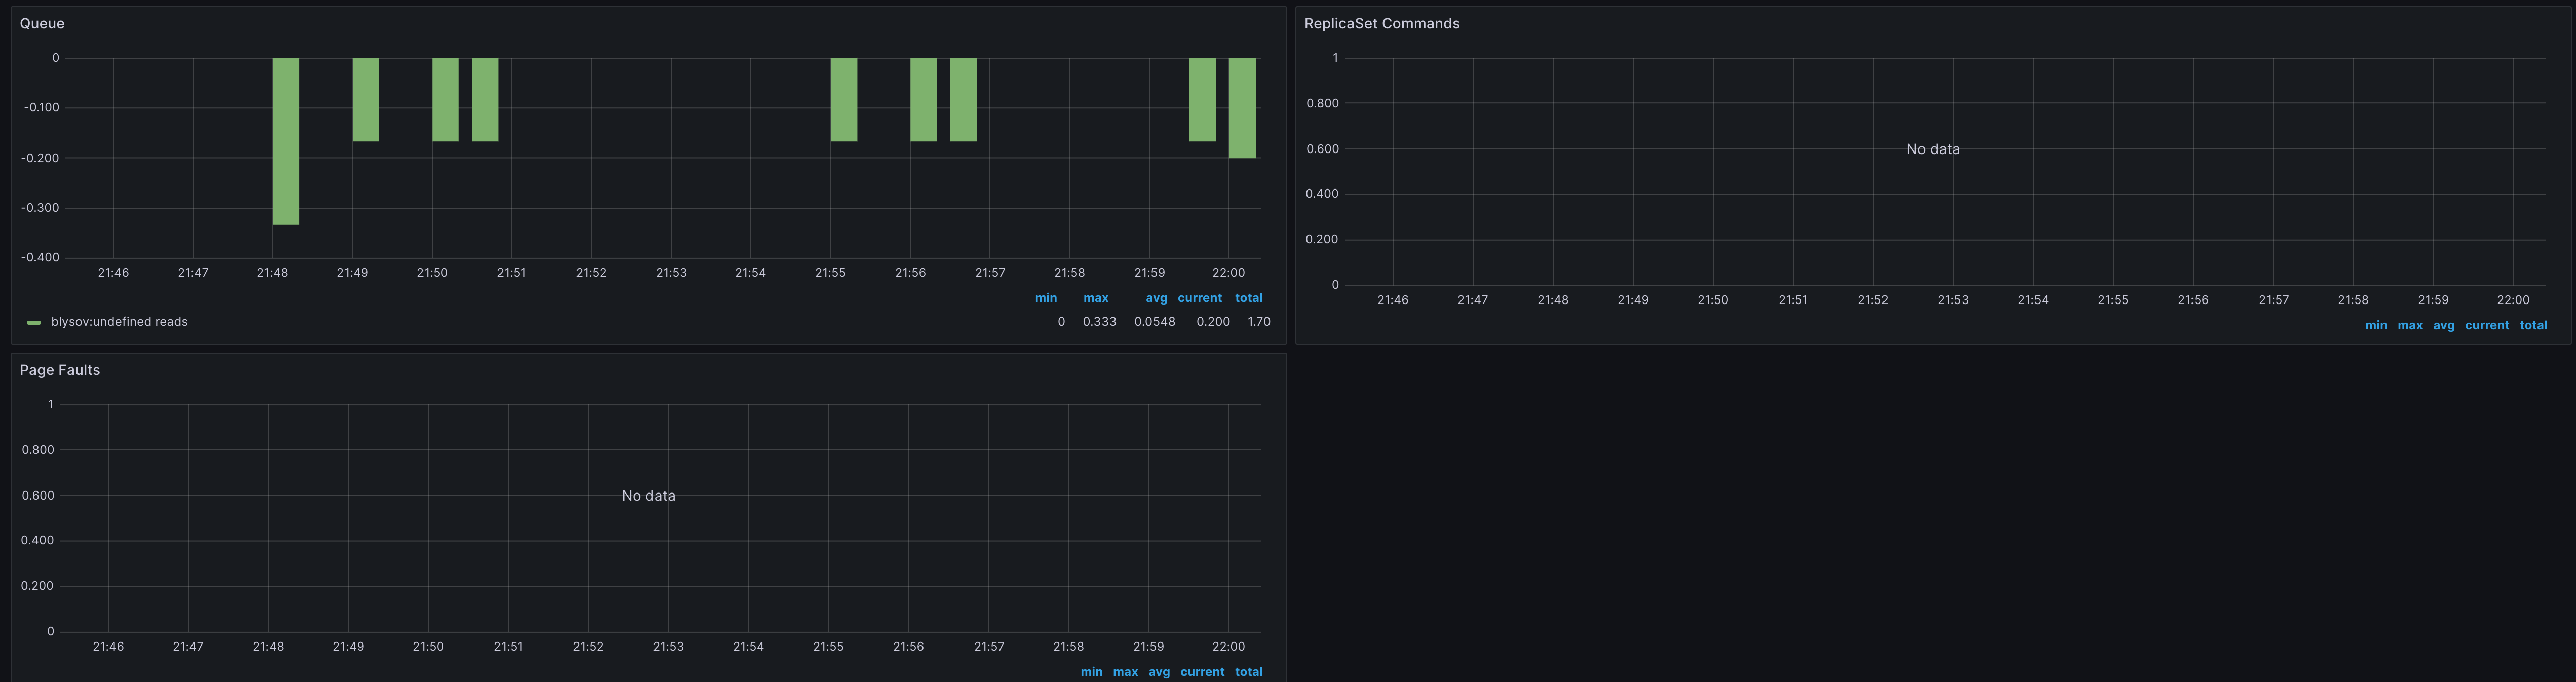 Queue
0
-0.100
-0.200
-0.300
-0.400
21:46 21:47 21:48 21:49 21:50 21:51 21:52 21:53 21:54 21:55 21:56 21:57 21:58 21:59 22:00
min max avg current total
blysov:undefined reads 0 0.333 0.0548 0.200 1.70
ReplicaSet Commands
1
0.800
0.600
0.400
0.200
0
No data
21:46 21:47 21:48 21:49 21:50 21:51 21:52 21:53 21:54 21:55 21:56 21:57 21:58 21:59 22:00
min max avg current total
Page Faults
1
0.800
0.600
0.400
0.200
0
No data
21:46 21:47 21:48 21:49 21:50 21:51 21:52 21:53 21:54 21:55 21:56 21:57 21:58 21:59 22:00
min max avg current total